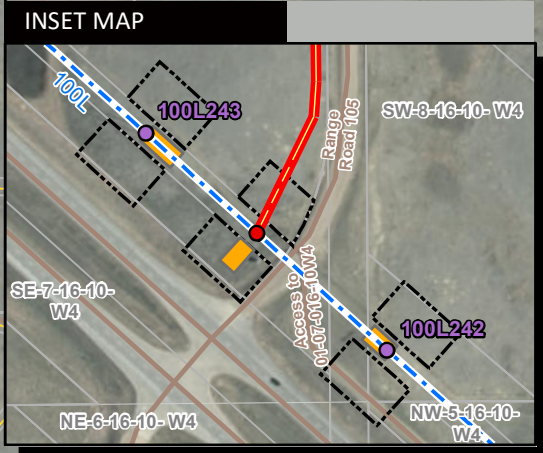 INSET MAP
100L
100L243
Range
Road 105
SW-8-16-10- W4
SE-7-16-10-
W4
Access to
01-07-016-10W4
100L242
NE-6-16-10- W4
NW-5-16-10-
W4